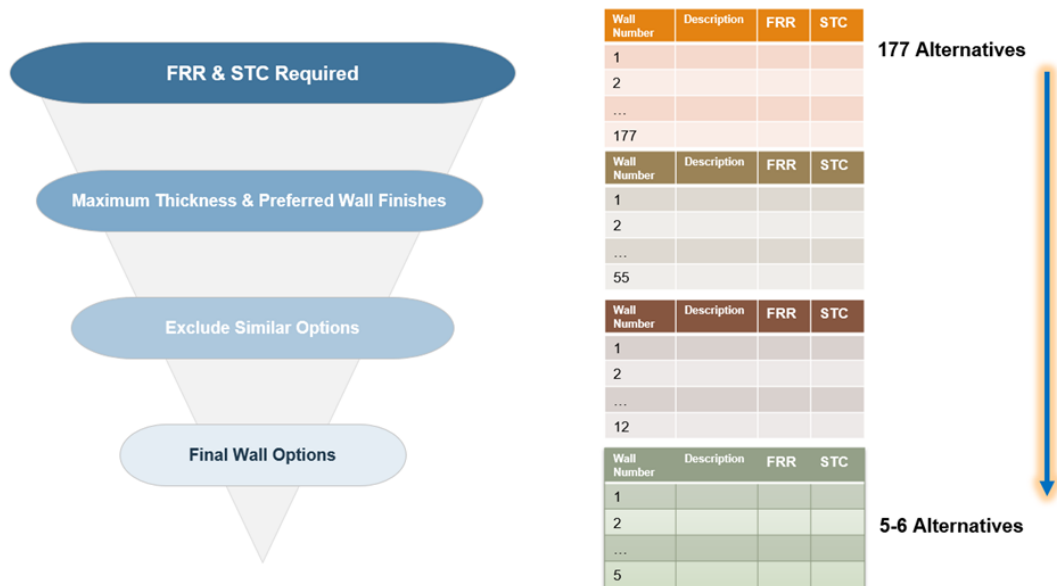 FRR & STC Required
Maximum Thickness & Preferred Wall Finishes
Exclude Similar Options
Final Wall Options
Wall Number Description FRR STC
1
2
...
177
Wall Number Description FRR STC
1
2
...
55
Wall Number Description FRR STC
1
2
...
12
Wall Number Description FRR STC
1
2
...
5
177 Alternatives
5-6 Alternatives